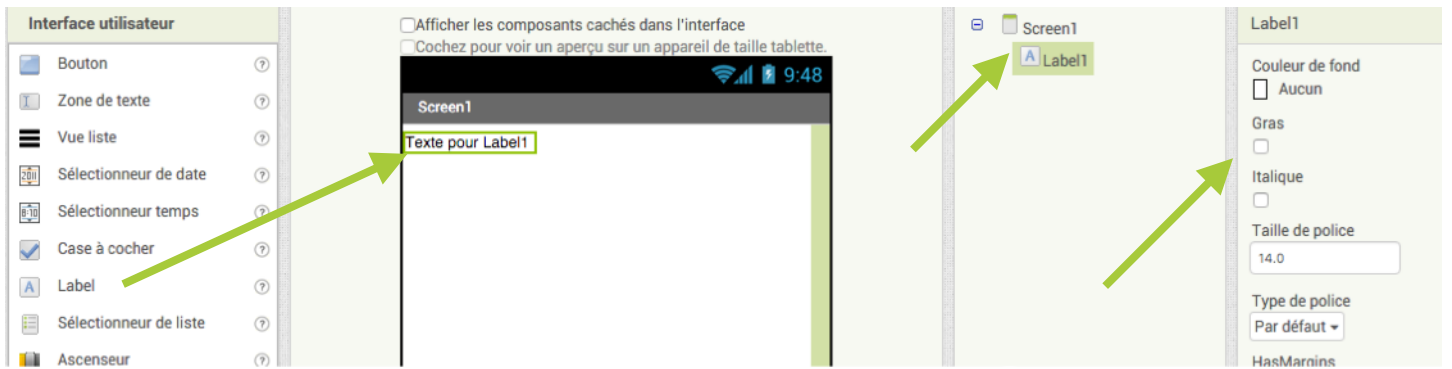 Interface utilisateur
Bouton
Zone de texte
Vue liste
Sélectionneur de date
Sélectionneur temps
Case à cocher
Label
Sélectionneur de liste
Ascenseur
Afficher les composants cachés dans l'interface
Cochez pour voir un aperçu sur un appareil de taille tablette.
9:48
Screen1
Texte pour Label1
Screen1
A Label1
Label1
Couleur de fond
Aucun
Gras
Italique
Taille de police
14.0
Type de police
Par défaut
HasMargins